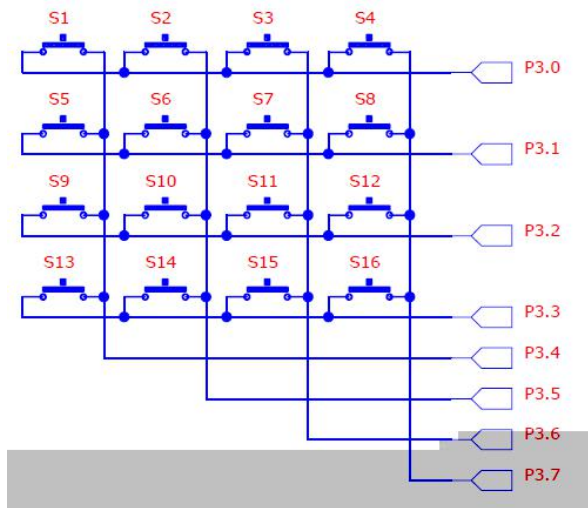 S1 S2 S3 S4
P3.0
S5 S6 S7 S8
P3.1
S9 S10 S11 S12
P3.2
S13 S14 S15 S16
P3.3
P3.4
P3.5
P3.6
P3.7